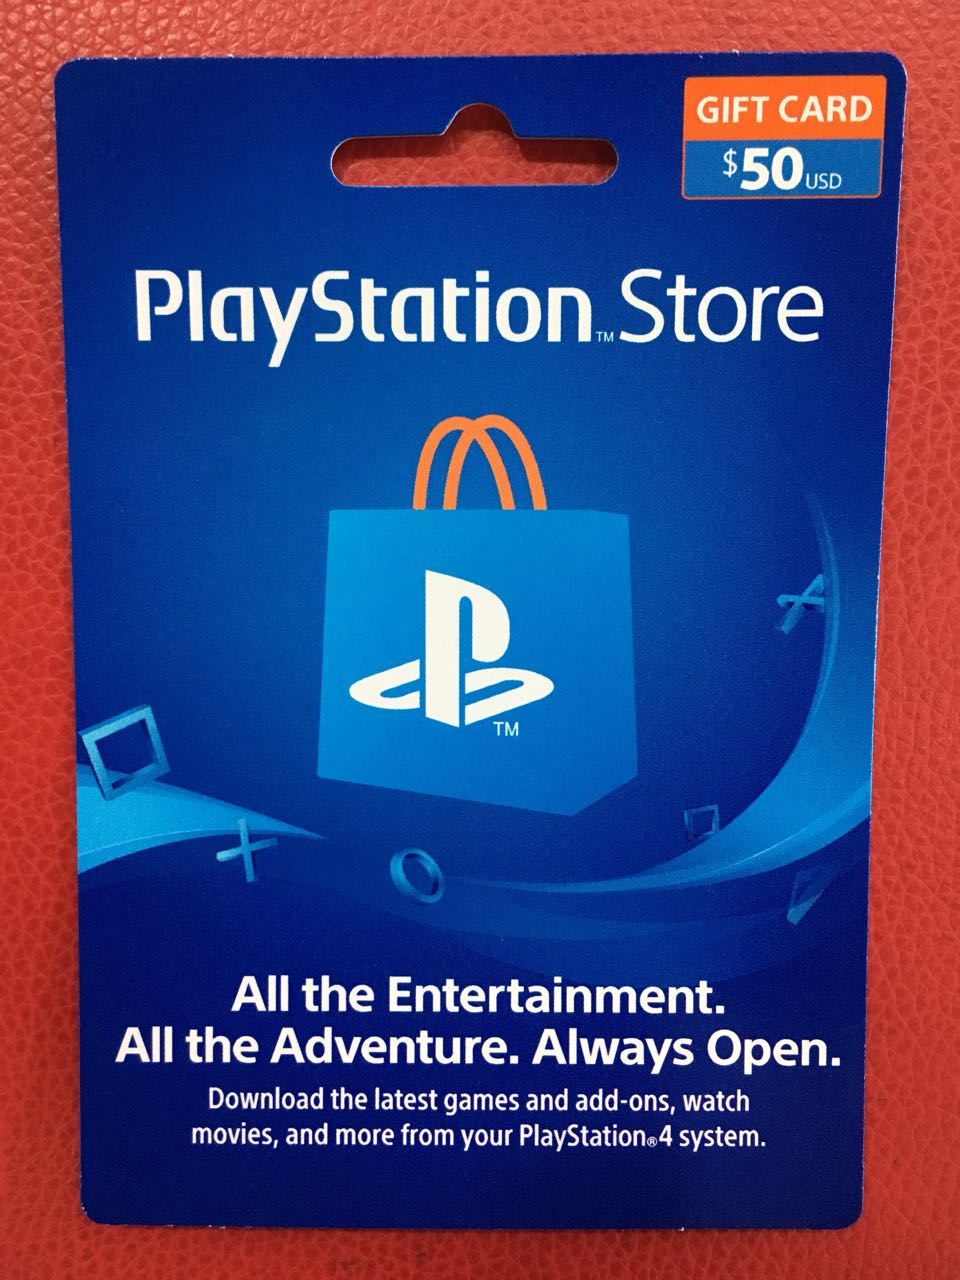 GIFT CARD
$50 USD
PlayStation™ Store
TM
All the Entertainment.
All the Adventure. Always Open.
Download the latest games and add-ons, watch
movies, and more from your PlayStation®4 system.